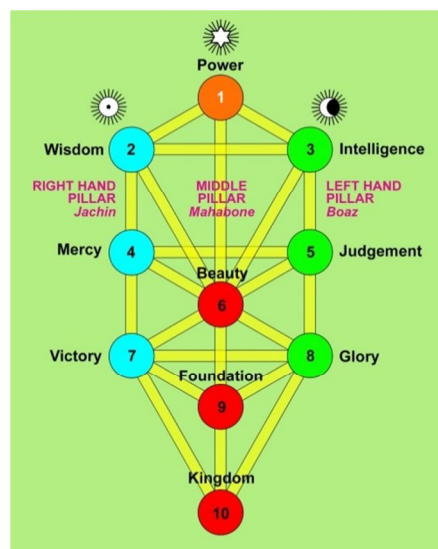 Power
1
Wisdom 2
3 Intelligence
RIGHT HAND
PILLAR
Jachin
MIDDLE
PILLAR
Mahabone
LEFT HAND
PILLAR
Boaz
Mercy 4
5 Judgement
Beauty
6
Victory 7
8 Glory
Foundation
9
Kingdom
10